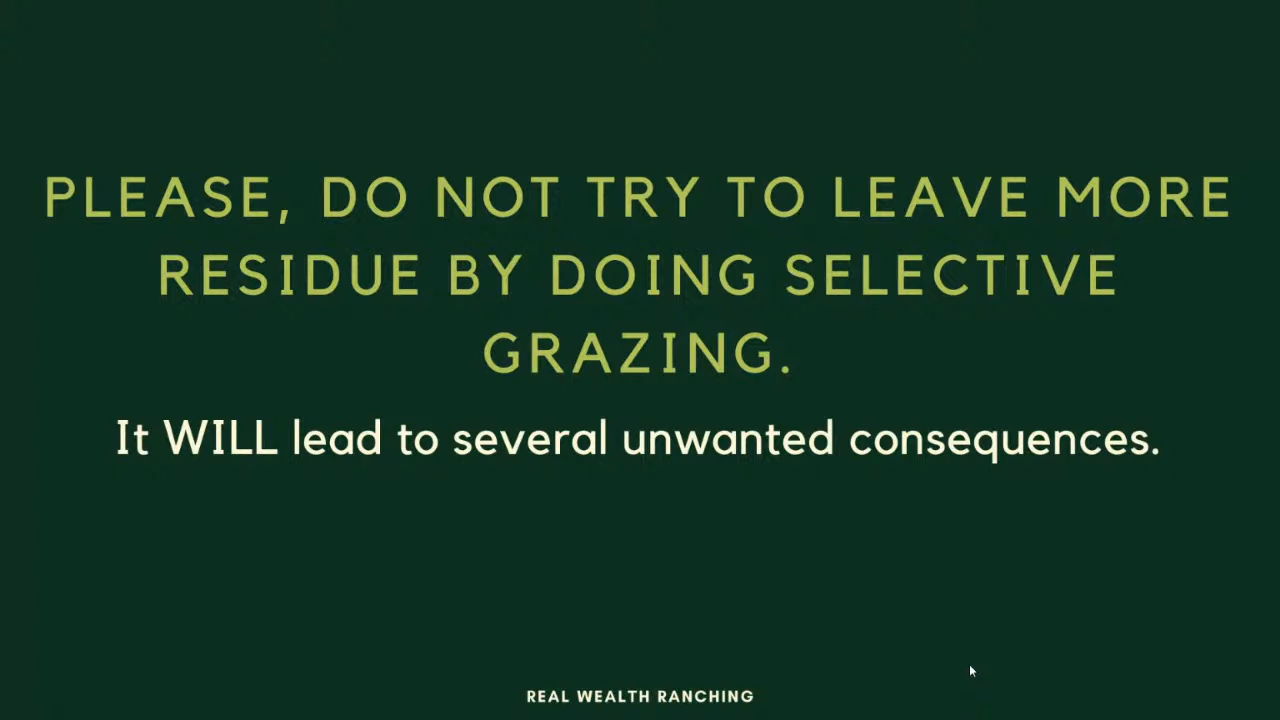 PLEASE, DO NOT TRY TO LEAVE MORE
RESIDUE BY DOING SELECTIVE
GRAZING.
It WILL lead to several unwanted consequences.
REAL WEALTH RANCHING